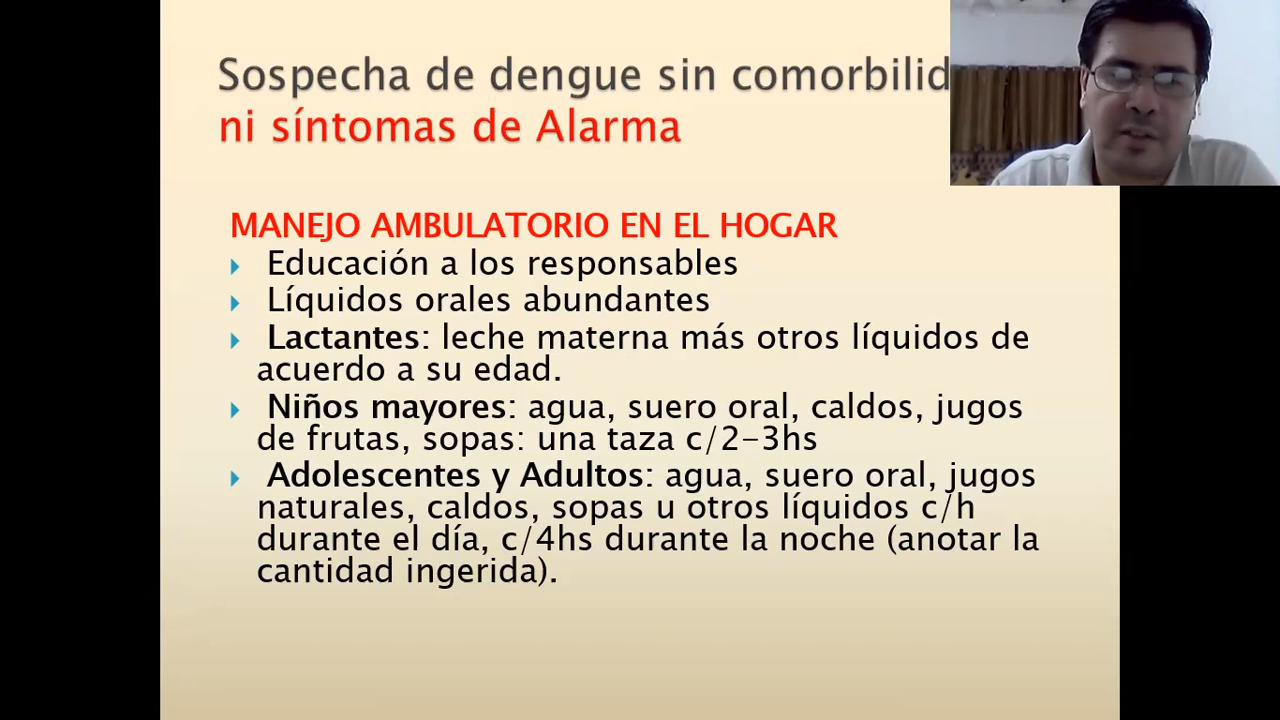 Sospecha de dengue sin
ni síntomas de Alarma
MANEJO AMBULATORIO EN EL HOGAR
Educación a los responsables
Líquidos orales abundantes
Lactantes: leche materna más otros líquidos de
acuerdo a su edad.
Niños mayores: agua, suero oral, caldos, jugos
de frutas, sopas: una taza c/2-3hs
Adolescentes y Adultos: agua, suero oral, jugos
naturales, caldos, sopas u otros líquidos c/h
durante el día, c/4hs durante la noche (anotar la
cantidad ingerida).